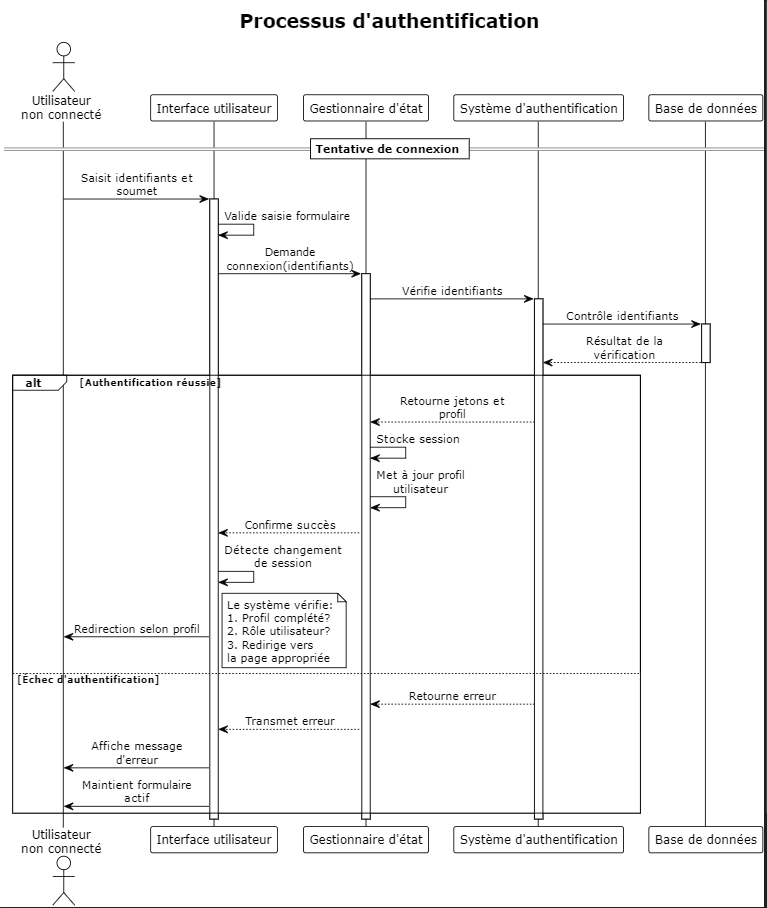 Processus d'authentification
Utilisateur
non connecté
Interface utilisateur
Gestionnaire d'état
Système d'authentification
Base de données
Tentative de connexion
Saisit identifiants et
soumet
Valide saisie formulaire
Demande
connexion(identifiants)
Vérifie identifiants
Contrôle identifiants
Résultat de la
vérification
alt
[Authentification réussie]
Retourne jetons et
profil
Stocke session
Met à jour profil
utilisateur
Confirme succès
Détecte changement
de session
Le système vérifie:
1. Profil complété?
2. Rôle utilisateur?
3. Redirige vers
la page appropriée
Redirection selon profil
[Échec d'authentification]
Retourne erreur
Transmet erreur
Affiche message
d'erreur
Maintient formulaire
actif
Utilisateur
non connecté
Interface utilisateur
Gestionnaire d'état
Système d'authentification
Base de données